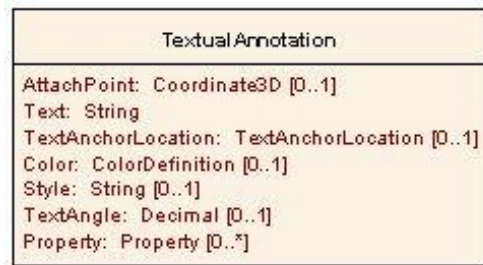 Textual Annotation
AttachPoint: Coordinate3D [0..1]
Text: String
TextAnchorLocation: TextAnchorLocation [0..1]
Color: ColorDefinition [0..1]
Style: String [0..1]
TextAngle: Decimal [0..1]
Property: Property [0..*]